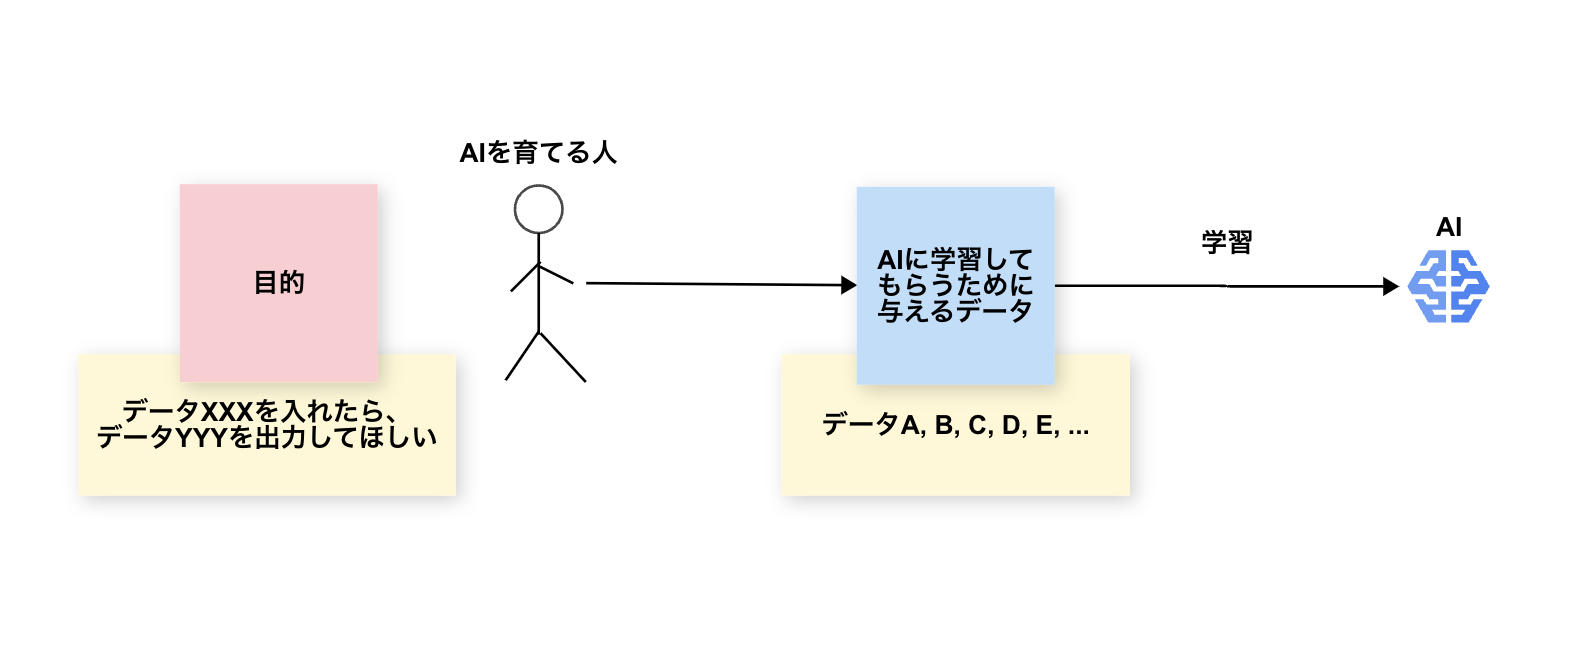 AIを育てる人
目的
データXXXを入れたら、
データYYYを出力してほしい
AIに学習して
もらうために
与えるデータ
データA, B, C, D, E, ...
学習
AI